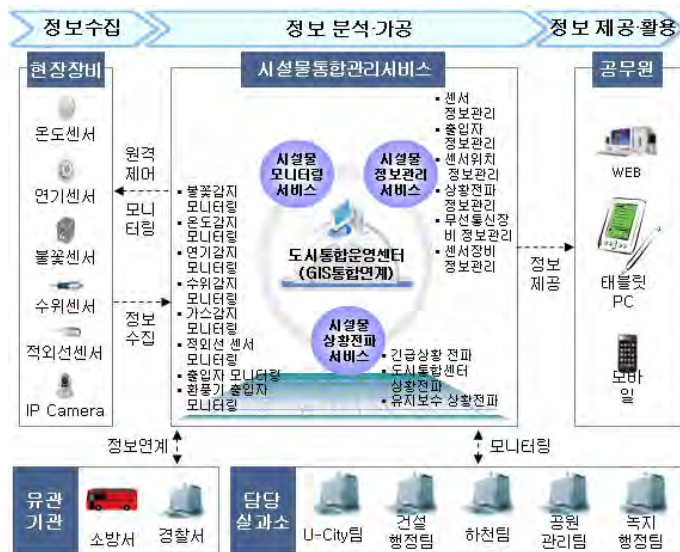 정보수집
정보 분석·가공
정보 제공·활용
현장장비
온도센서
연기센서
불꽃센서
수위센서
적외선센서
IP Camera
원격
제어
모니
터링
정보
수집
시설물통합관리서비스
시설물
모니터링
서비스
시설물
정보관리
서비스
도시통합운영센터
(GIS통합연계)
시설물
상황전파
서비스
▪ 불꽃감지
모니터링
▪ 온도감지
모니터링
▪ 연기감지
모니터링
▪ 수위감지
모니터링
▪ 가스감지
모니터링
▪ 적외선 센서
모니터링
▪ 출입자 모니터링
▪ 환풍기 출입자
모니터링
▪ 센서
정보관리
▪ 출입자
정보관리
▪ 센서위치
정보관리
▪ 상황전파
정보관리
▪ 무선통신장
비 정보관리
▪ 센서장비
정보관리
▪ 긴급상황 전파
▪ 도시통합센터
상황전파
▪ 유지보수 상황전파
정보
제공
공무원
WEB
태블릿
PC
모바
일
정보연계
모니터링
유관
기관
소방서
경찰서
담당
실과소
U-City팀
건설
행정팀
하천팀
공원
관리팀
녹지
행정팀